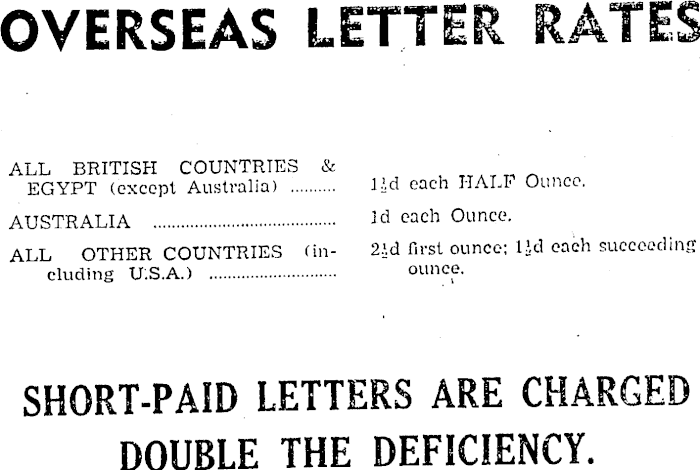 OVERSEAS LETTER RATES
ALL BRITISH COUNTRIES &
EGYPT (except Australia) .......... 1½d each HALF Ounce.
AUSTRALIA ........................................ 1d each Ounce.
ALL OTHER COUNTRIES (in- 2½d first ounce; 1½d each succeeding
cluding U.S.A.) ............................ ounce.
SHORT-PAID LETTERS ARE CHARGED
DOUBLE THE DEFICIENCY.